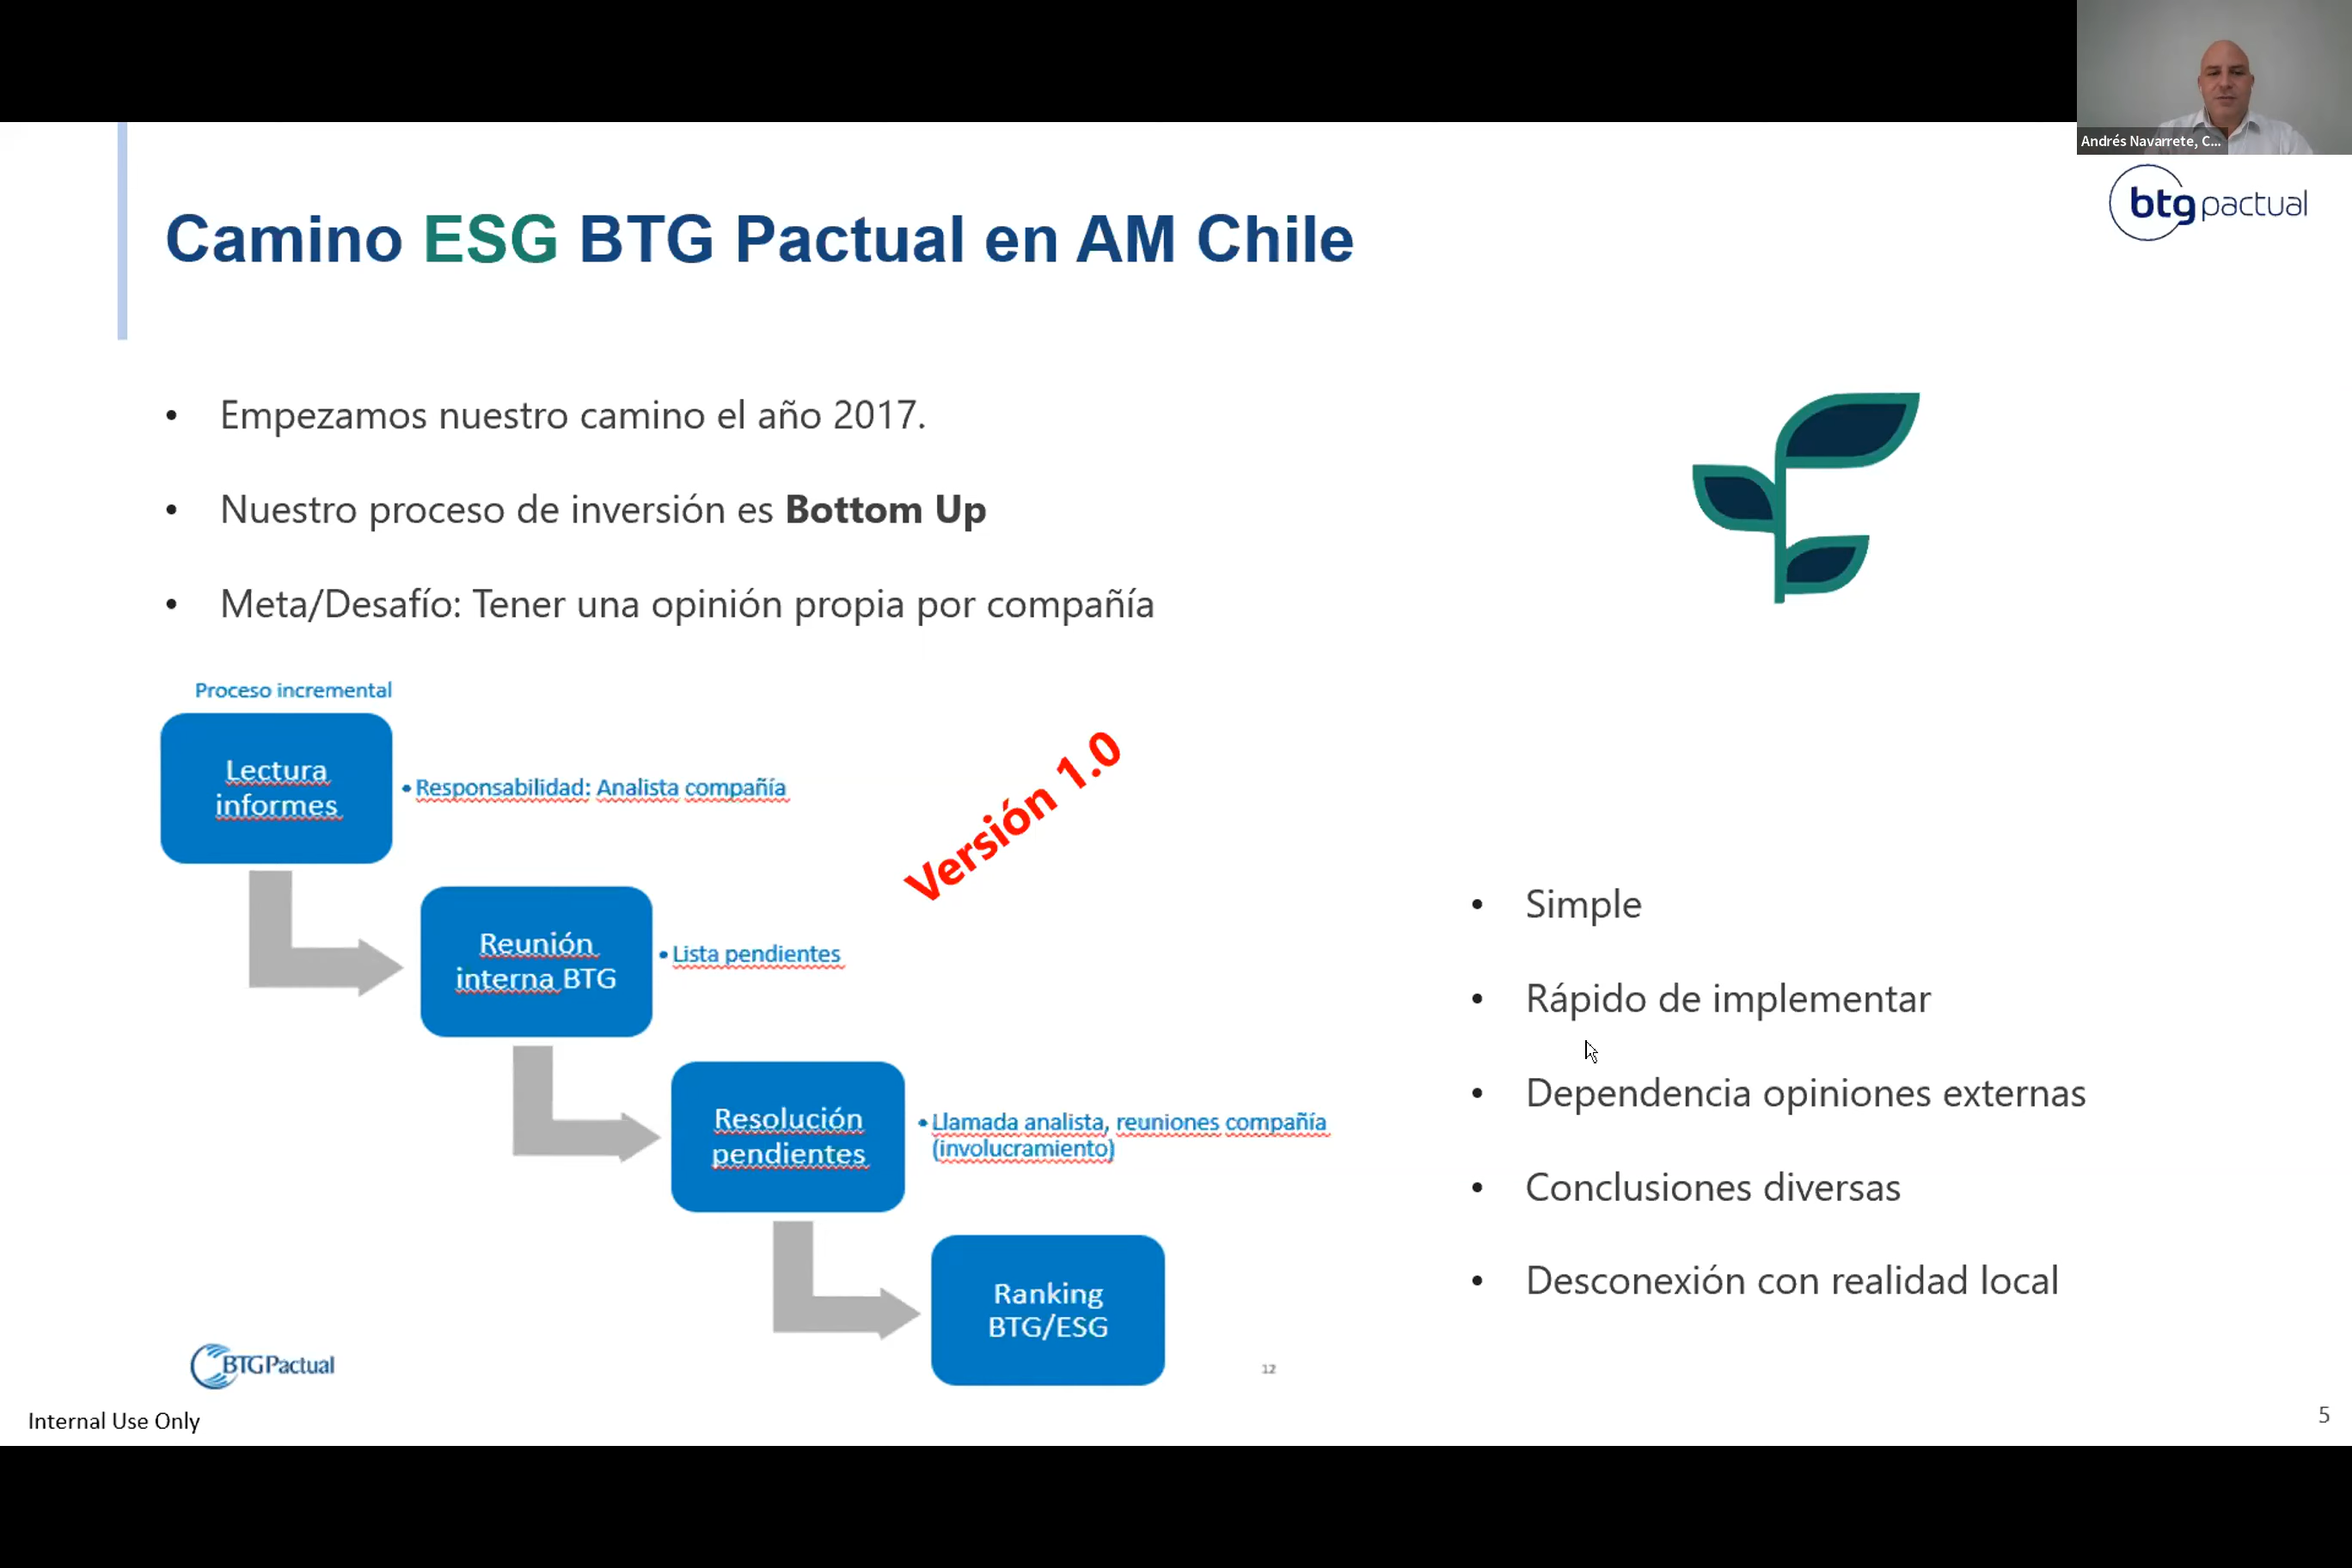 Andrés Navarrete, C...
btg pactual
Camino ESG BTG Pactual en AM Chile
• Empezamos nuestro camino el año 2017.
• Nuestro proceso de inversión es Bottom Up
• Meta/Desafío: Tener una opinión propia por compañía
Proceso incremental
Lectura
informes
• Responsabilidad: Analista compañía
Versión 1.0
Reunión
interna BTG
• Lista pendientes
Resolución
pendientes
• Llamada analista, reuniones compañía
(involucramiento)
Ranking
BTG/ESG
BTGPactual
12
• Simple
• Rápido de implementar
• Dependencia opiniones externas
• Conclusiones diversas
• Desconexión con realidad local
Internal Use Only
5